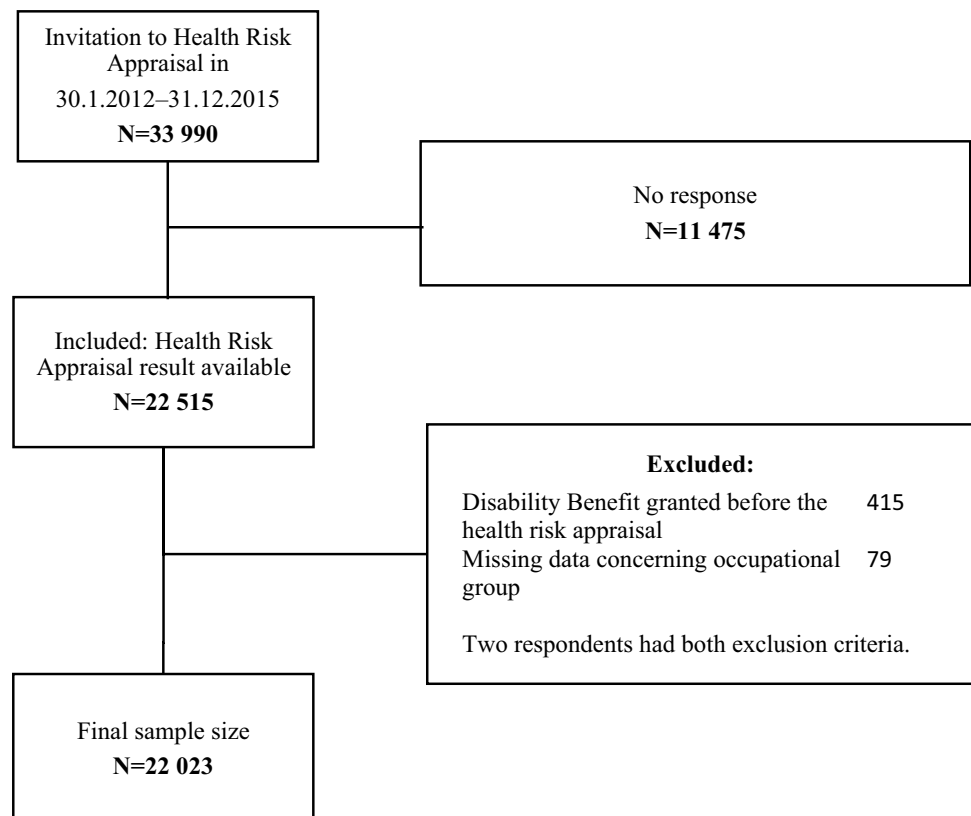 Invitation to Health Risk
Appraisal in
30.1.2012–31.12.2015
N=33 990
No response
N=11 475
Included: Health Risk
Appraisal result available
N=22 515
Excluded:
Disability Benefit granted before the 415
health risk appraisal
Missing data concerning occupational 79
group
Two respondents had both exclusion criteria.
Final sample size
N=22 023